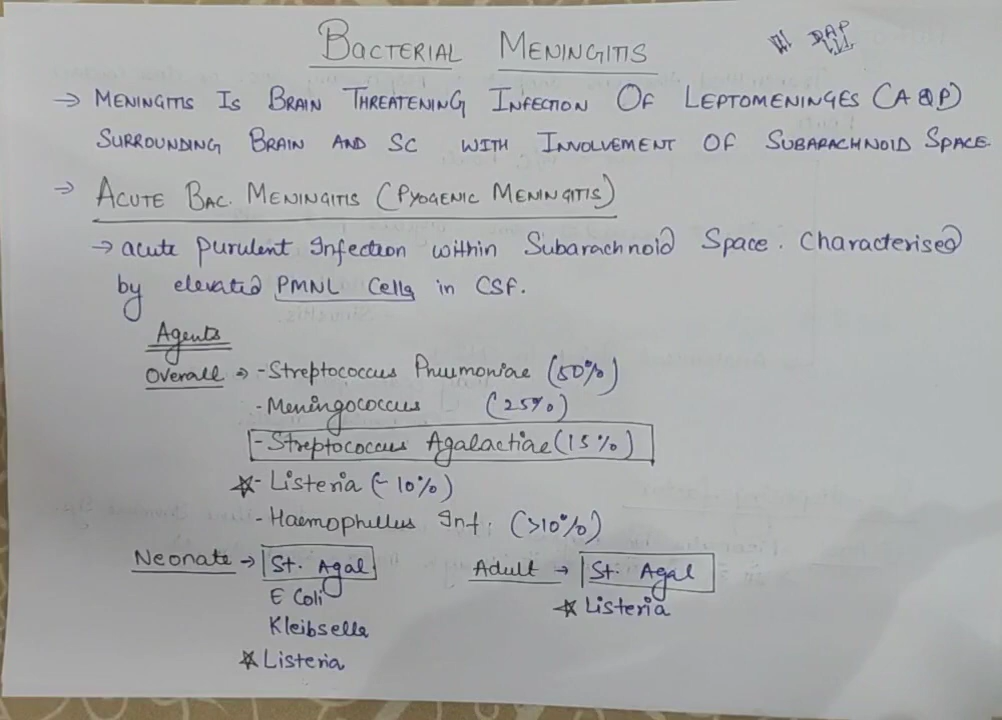 BACTERIAL MENINGITIS
→ MENINGITIS IS BRAIN THREATENING INFECTION OF LEPTOMENINGES (A & P)
SURROUNDING BRAIN AND SC WITH INVOLVEMENT OF SUBARACHNOID SPACE.
→ ACUTE BAC. MENINGITIS (PYOGENIC MENINGITIS)
→ acute purulent Infection within Subarachnoid Space. Characterised
by elevated PMNL Cells in CSF.
Agents
Overall → - Streptococcus Pnuumoniae (50%)
- Meningococcus (25%)
- Streptococcus Agalactiae (15%)
☆ - Listeria (~10%)
- Haemophillus Inf. (>10%)
Neonate → St. Agal Adult → St. Agal
E Coli ☆ Listeria
Kleibsella
☆ Listeria